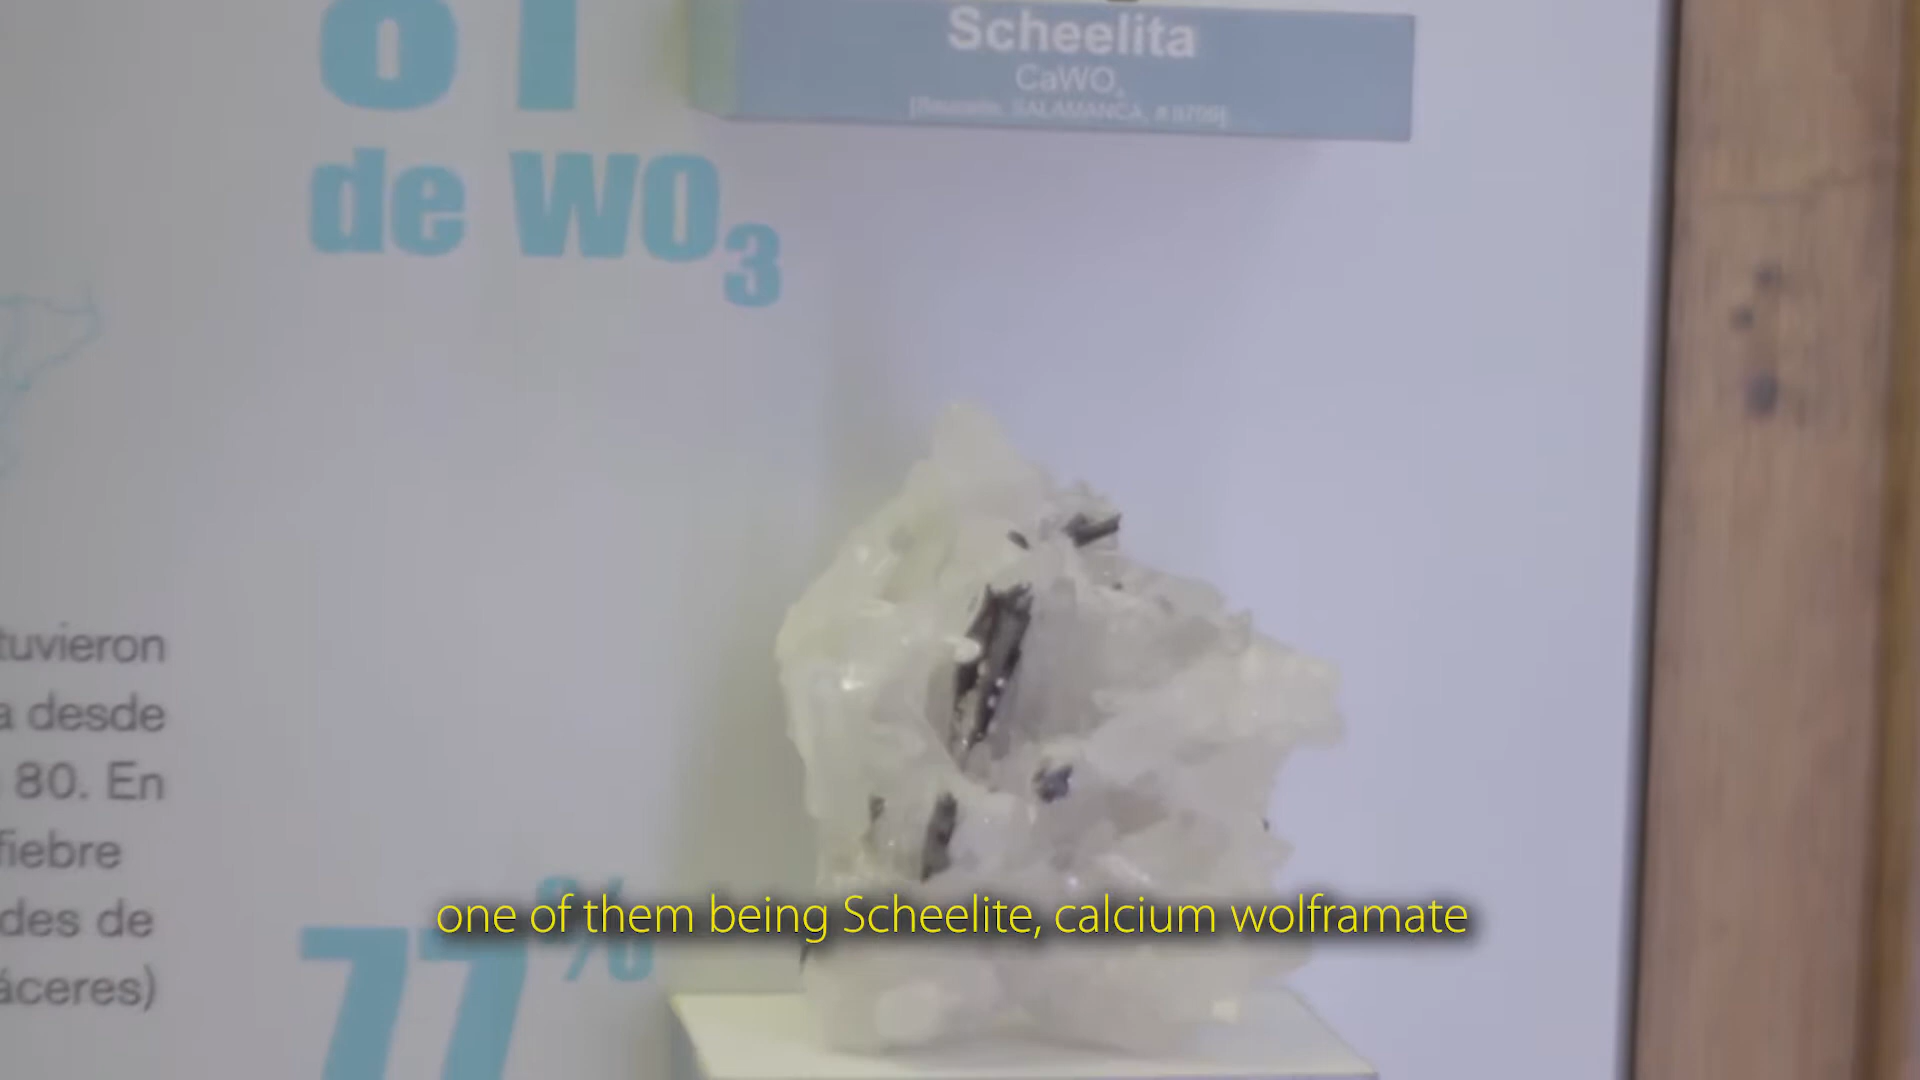 Scheelita
CaWO₄
SALAMANCA,
de WO₃
tuvieron
a desde
80. En
fiebre
des de
áceres)
77%
one of them being Scheelite, calcium wolframate